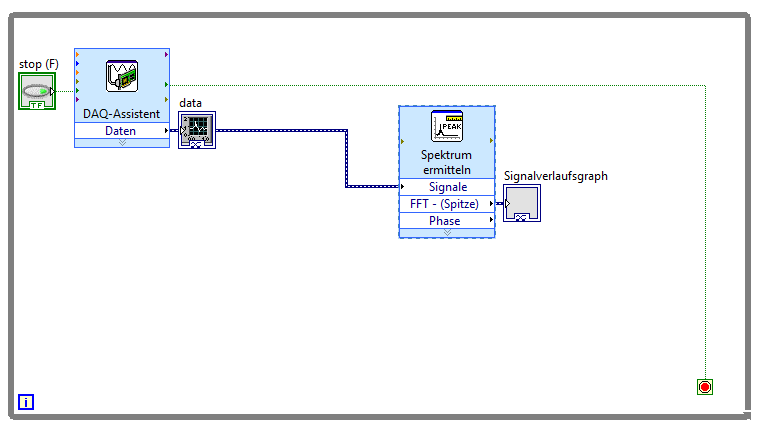 stop (F)
TF
DAQ-Assistent
Daten
data
PEAK
Spektrum
ermitteln
Signale
FFT - (Spitze)
Phase
Signalverlaufsgraph
i